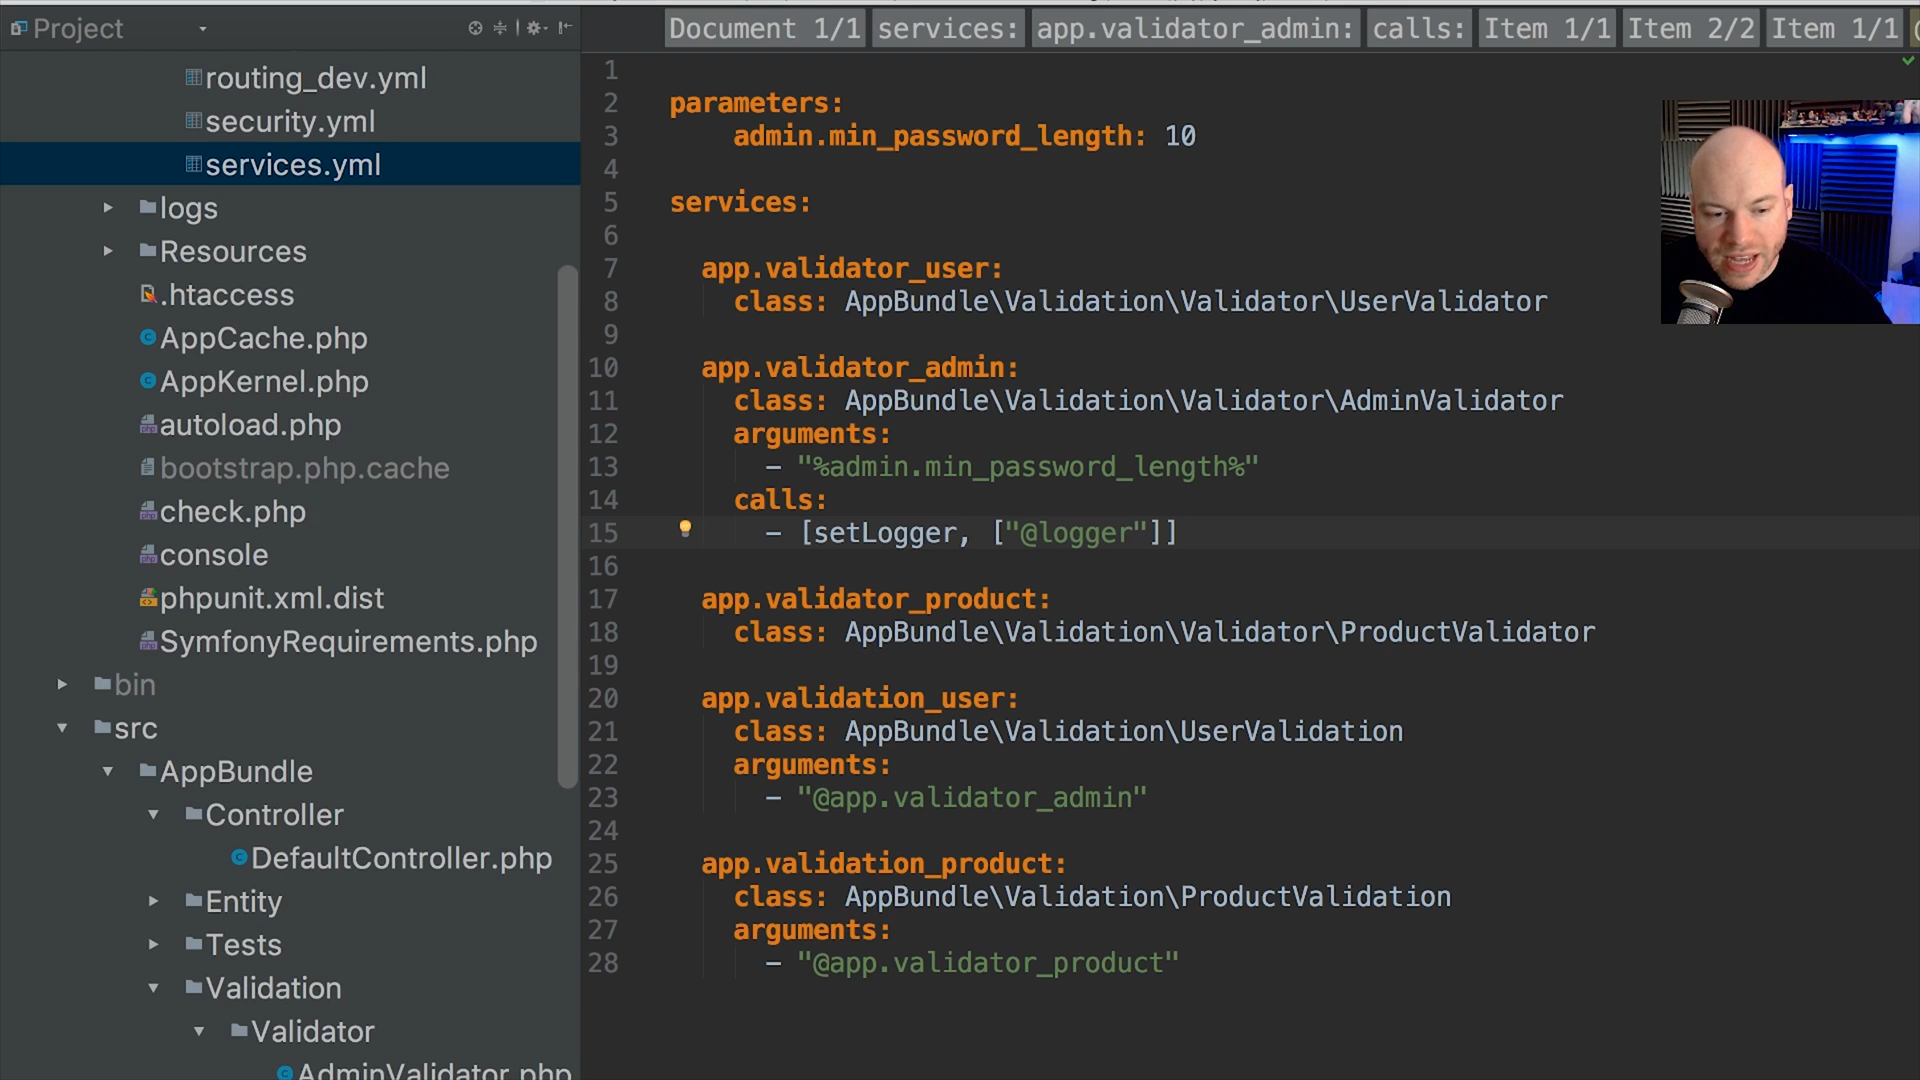 Project
routing_dev.yml
security.yml
services.yml
logs
Resources
.htaccess
AppCache.php
AppKernel.php
autoload.php
bootstrap.php.cache
check.php
console
phpunit.xml.dist
SymfonyRequirements.php
bin
src
AppBundle
Controller
DefaultController.php
Entity
Tests
Validation
Validator
AdminValidator.php
Document 1/1 services: app.validator_admin: calls: Item 1/1 Item 2/2 Item 1/1
1
2 parameters:
3 admin.min_password_length: 10
4
5 services:
6
7 app.validator_user:
8 class: AppBundle\Validation\Validator\UserValidator
9
10 app.validator_admin:
11 class: AppBundle\Validation\Validator\AdminValidator
12 arguments:
13 - "%admin.min_password_length%"
14 calls:
15 - [setLogger, ["@logger"]]
16
17 app.validator_product:
18 class: AppBundle\Validation\Validator\ProductValidator
19
20 app.validation_user:
21 class: AppBundle\Validation\UserValidation
22 arguments:
23 - "@app.validator_admin"
24
25 app.validation_product:
26 class: AppBundle\Validation\ProductValidation
27 arguments:
28 - "@app.validator_product"